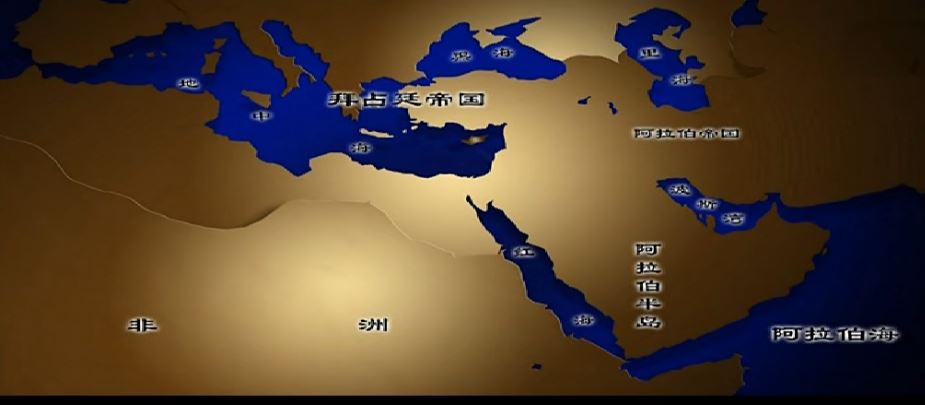 黑海
里海
地中海
拜占廷帝国
阿拉伯帝国
波斯湾
红海
阿拉伯半岛
非洲
阿拉伯海